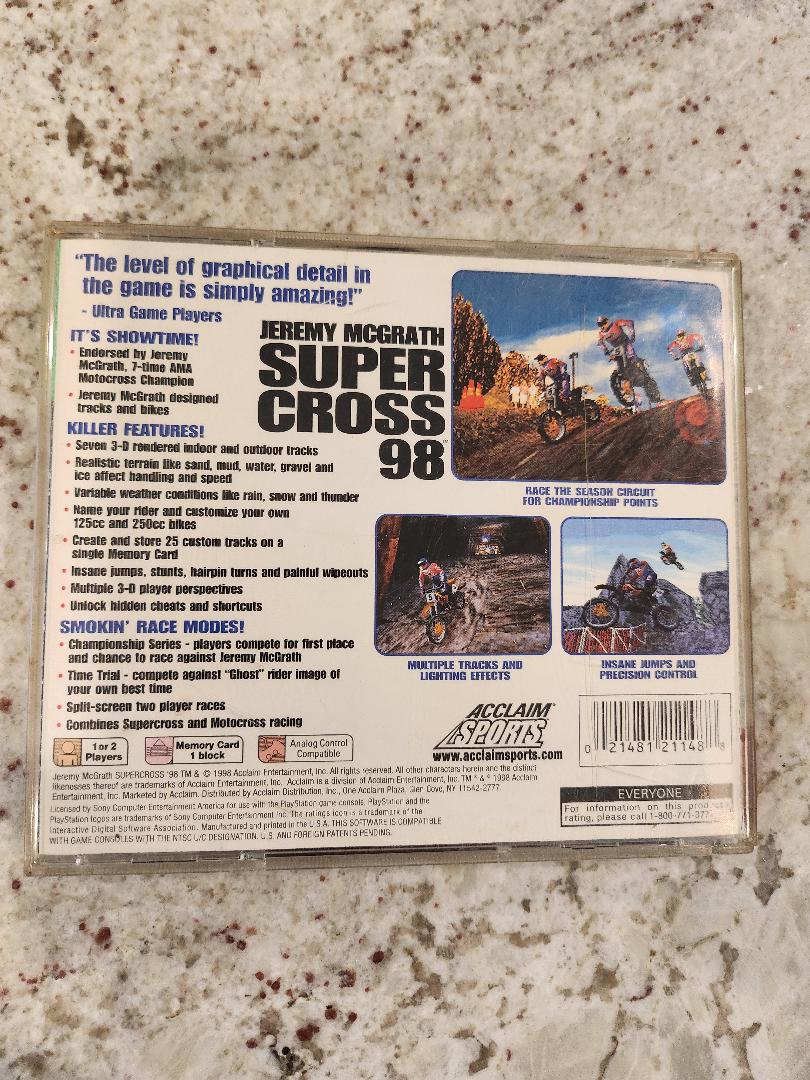 "The level of graphical detail in
the game is simply amazing!"
- Ultra Game Players
IT'S SHOWTIME!
• Endorsed by Jeremy
McGrath, 7-time AMA
Motocross Champion
• Jeremy McGrath designed
tracks and bikes
JEREMY MCGRATH
SUPER
CROSS
98™
KILLER FEATURES!
• Seven 3-D rendered indoor and outdoor tracks
• Realistic terrain like sand, mud, water, gravel and
ice affect handling and speed
• Variable weather conditions like rain, snow and thunder
• Name your rider and customize your own
125cc and 250cc bikes
• Create and store 25 custom tracks on a
single Memory Card
• Insane jumps, stunts, hairpin turns and painful wipeouts
• Multiple 3-D player perspectives
• Unlock hidden cheats and shortcuts
SMOKIN' RACE MODES!
• Championship Series - players compete for first place
and chance to race against Jeremy McGrath
• Time Trial - compete against "Ghost" rider image of
your own best time
• Split-screen two player races
• Combines Supercross and Motocross racing
RACE THE SEASON CIRCUIT
FOR CHAMPIONSHIP POINTS
5
MULTIPLE TRACKS AND
LIGHTING EFFECTS
INSANE JUMPS AND
PRECISION CONTROL
1 or 2
Players
Memory Card
1 block
Analog Control
Compatible
ACCLAIM®
SPORTS™
www.acclaimsports.com
0 21481 21148 8
EVERYONE
For information on this
rating, please call 1-800-771-
Jeremy McGrath SUPERCROSS '98 TM & © 1998 Acclaim Entertainment, Inc. All rights reserved. All other characters herein and the distinct
likenesses thereof are trademarks of Acclaim Entertainment, Inc. Acclaim is a division of Acclaim Entertainment, Inc. TM & ® © 1998 Acclaim
Entertainment, Inc. Marketed by Acclaim. Distributed by Acclaim Distribution, Inc., One Acclaim Plaza, Glen Cove, NY 11542-2777.
Licensed by Sony Computer Entertainment America for use with the PlayStation game console. PlayStation and the
PlayStation logos are trademarks of Sony Computer Entertainment Inc. The ratings icon is a trademark of the
Interactive Digital Software Association. Manufactured and printed in the U.S.A. THIS SOFTWARE IS COMPATIBLE
WITH GAME CONSOLES WITH THE NTSC U/C DESIGNATION. U.S. AND FOREIGN PATENTS PENDING.